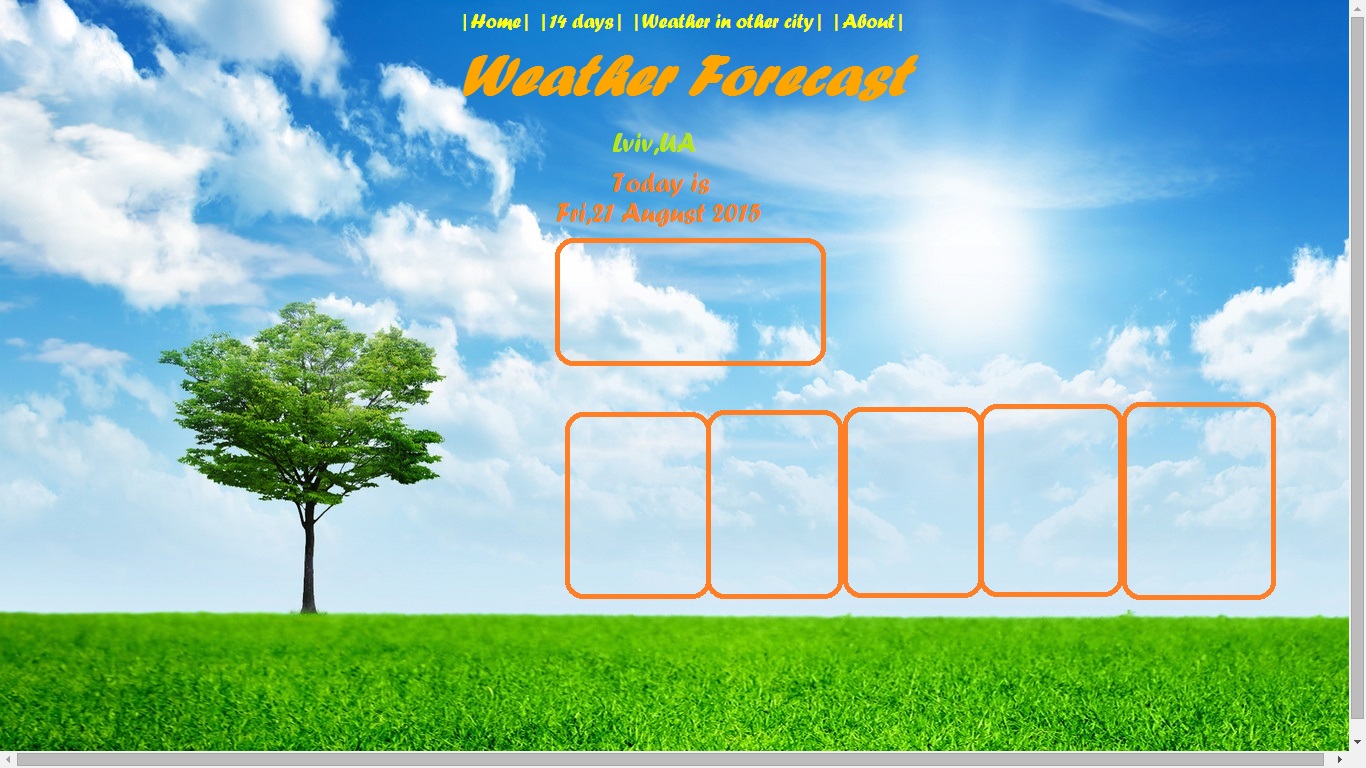 |Home| |14 days| |Weather in other city| |About|
Weather Forecast
Lviv,UA
Today is
Fri,21 August 2015